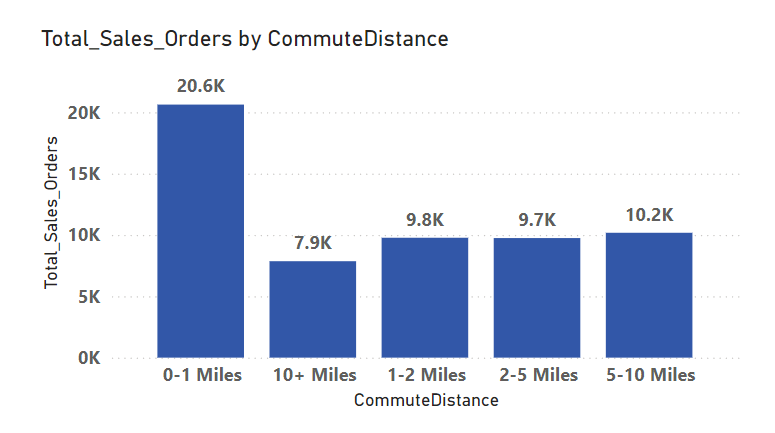 Total_Sales_Orders by CommuteDistance
20.6K
7.9K
9.8K
9.7K
10.2K
20K
15K
10K
5K
0K
Total_Sales_Orders
0-1 Miles
10+ Miles
1-2 Miles
2-5 Miles
5-10 Miles
CommuteDistance